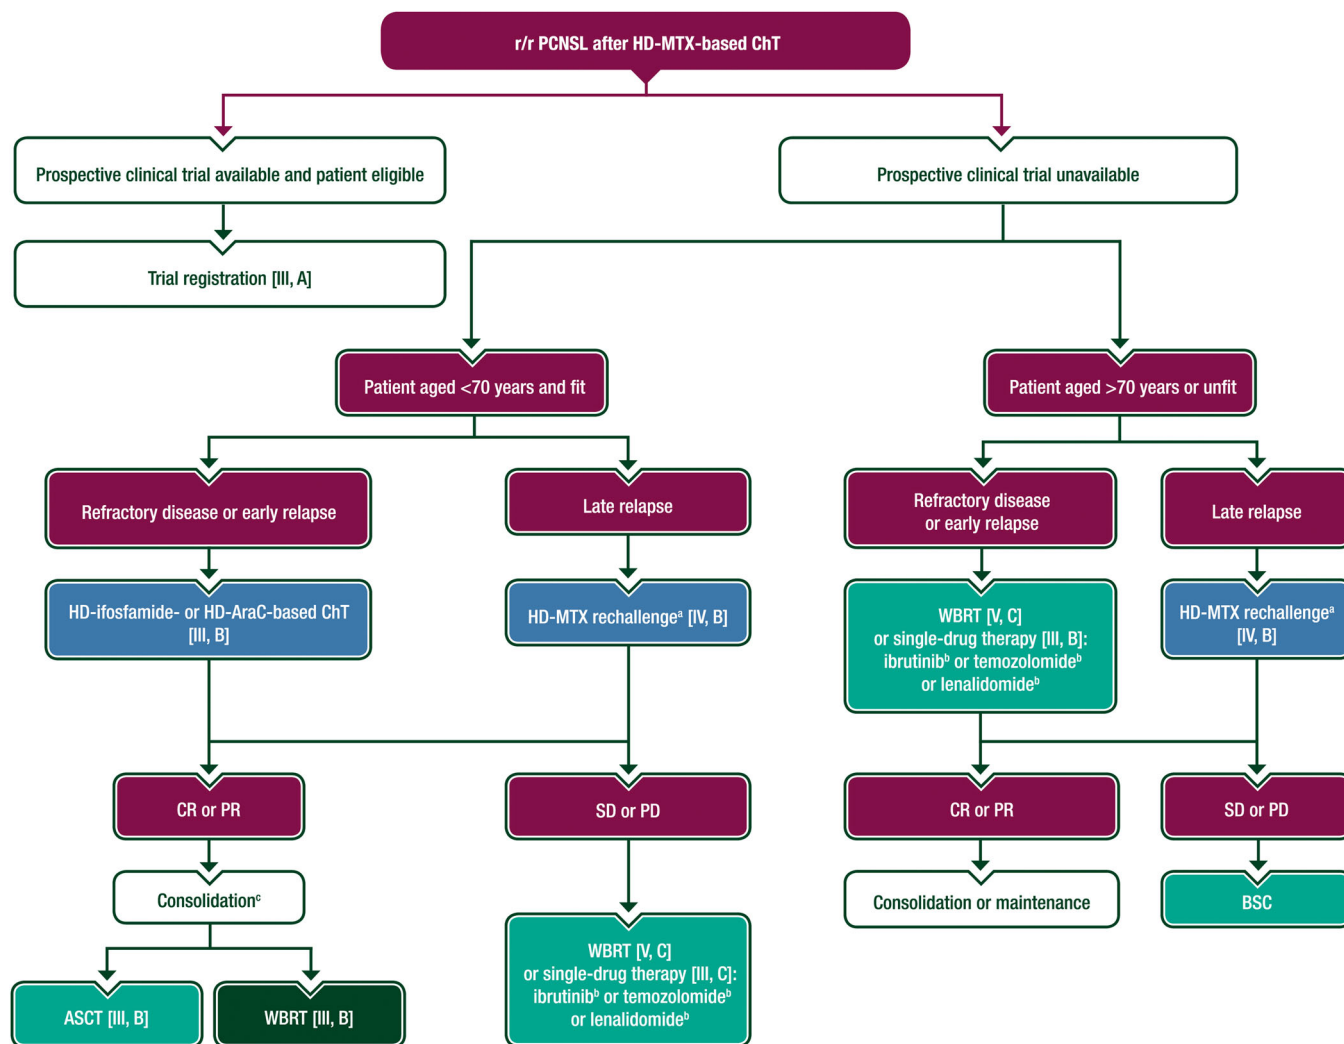 r/r PCNSL after HD-MTX-based ChT
Prospective clinical trial available and patient eligible
Prospective clinical trial unavailable
Trial registration [III, A]
Patient aged <70 years and fit
Patient aged >70 years or unfit
Refractory disease or early relapse
Late relapse
Refractory disease
or early relapse
Late relapse
HD-ifosfamide- or HD-AraC-based ChT
[III, B]
HD-MTX rechallengeᵃ [IV, B]
WBRT [V, C]
or single-drug therapy [III, B]:
ibrutinibᵇ or temozolomideᵇ
or lenalidomideᵇ
HD-MTX rechallengeᵃ
[IV, B]
CR or PR
SD or PD
CR or PR
SD or PD
Consolidationᶜ
Consolidation or maintenance
BSC
WBRT [V, C]
or single-drug therapy [III, C]:
ibrutinibᵇ or temozolomideᵇ
or lenalidomideᵇ
ASCT [III, B]
WBRT [III, B]